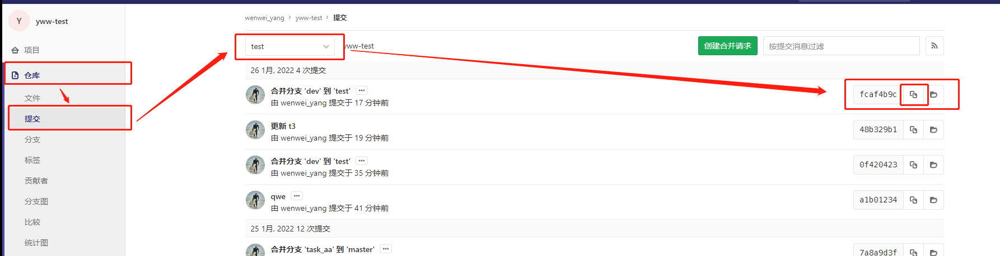 Y yww-test
项目
仓库
文件
提交
分支
标签
贡献者
分支图
比较
统计图
wenwei_yang > yww-test > 提交
test
yww-test
创建合并请求
按提交消息过滤
26 1月, 2022 4 次提交
合并分支 'dev' 到 'test'
由 wenwei_yang 提交于 17 分钟前
fcaf4b9c
更新 t3
由 wenwei_yang 提交于 19 分钟前
48b329b1
合并分支 'dev' 到 'test'
由 wenwei_yang 提交于 35 分钟前
0f420423
qwe
由 wenwei_yang 提交于 41 分钟前
a1b01234
25 1月, 2022 12 次提交
合并分支 'task_aa' 到 'master'
7a8a9d3f